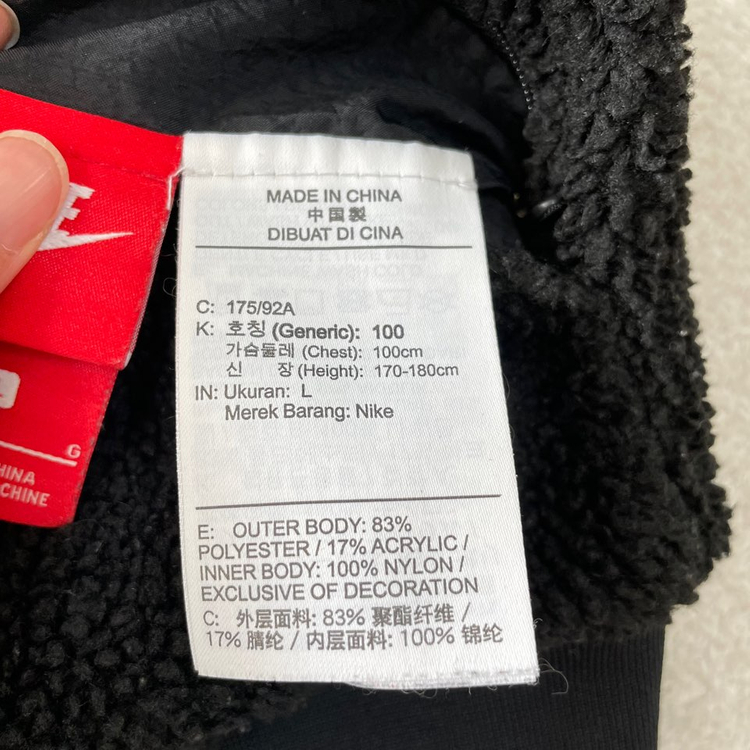 MADE IN CHINA
中国製
DIBUAT DI CINA
C: 175/92A
K: 호칭 (Generic): 100
가슴둘레 (Chest): 100cm
신 장 (Height): 170-180cm
IN: Ukuran: L
Merek Barang: Nike
E: OUTER BODY: 83%
POLYESTER / 17% ACRYLIC /
INNER BODY: 100% NYLON /
EXCLUSIVE OF DECORATION
C: 外层面料: 83% 聚酯纤维 /
17% 腈纶 / 内层面料: 100% 锦纶
G